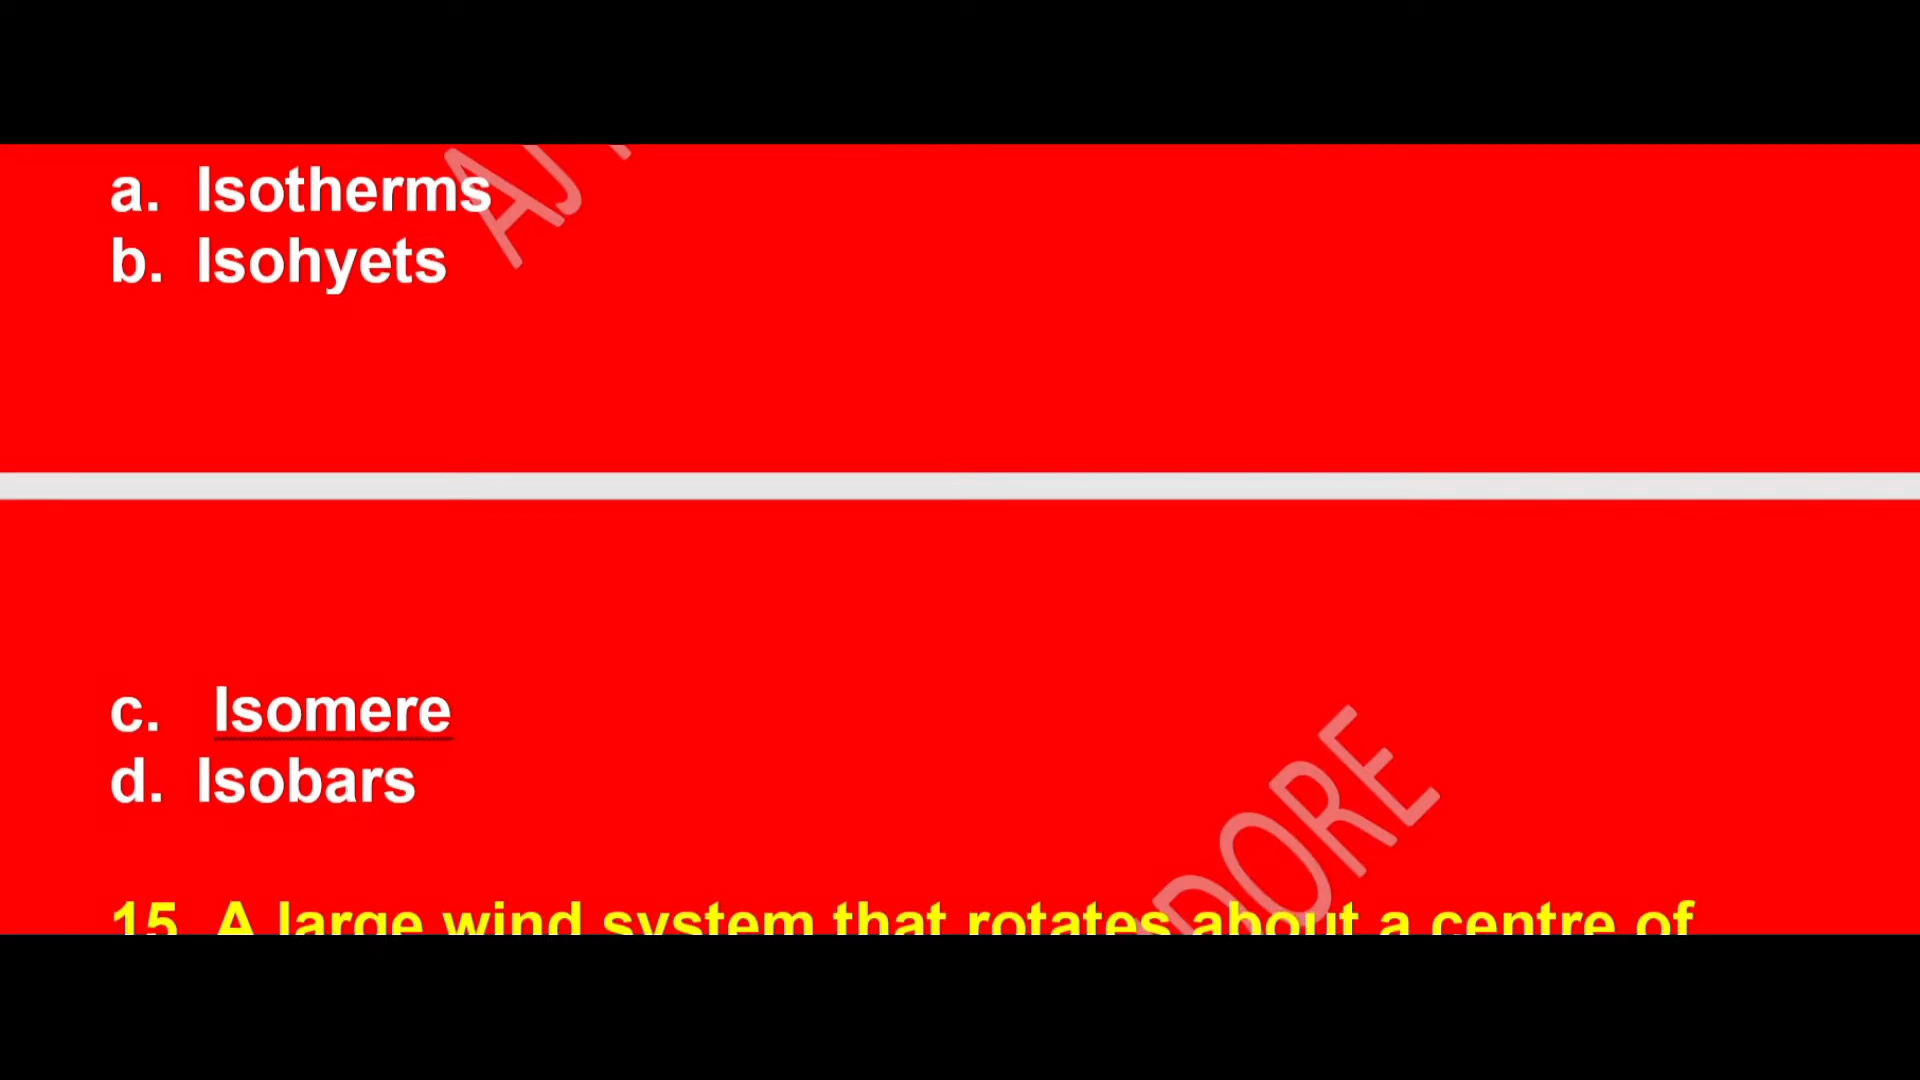 a. Isotherms
b. Isohyets
c. Isomere
d. Isobars
15. A large wind system that rotates about a centre of